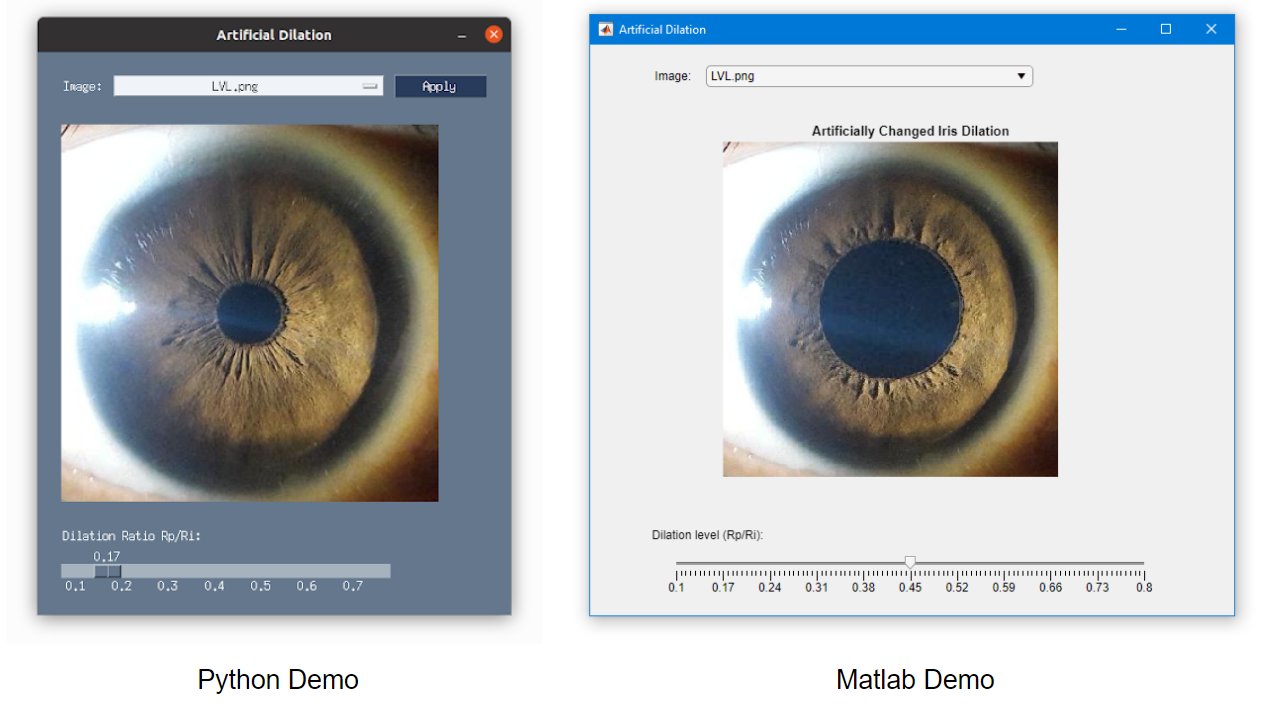 Artificial Dilation
Image: LVL.png Apply
Dilation Ratio Rp/Ri:
0.17
0.1 0.2 0.3 0.4 0.5 0.6 0.7
Python Demo
Artificial Dilation
Image: LVL.png
Artificially Changed Iris Dilation
Dilation level (Rp/Ri):
0.1 0.17 0.24 0.31 0.38 0.45 0.52 0.59 0.66 0.73 0.8
Matlab Demo